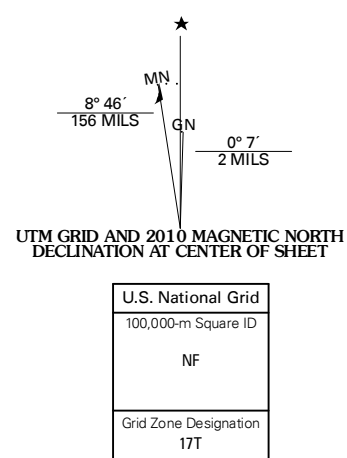 ★
MN
8° 46´
156 MILS
GN
0° 7´
2 MILS
UTM GRID AND 2010 MAGNETIC NORTH
DECLINATION AT CENTER OF SHEET
U.S. National Grid
100,000-m Square ID
NF
Grid Zone Designation
17T